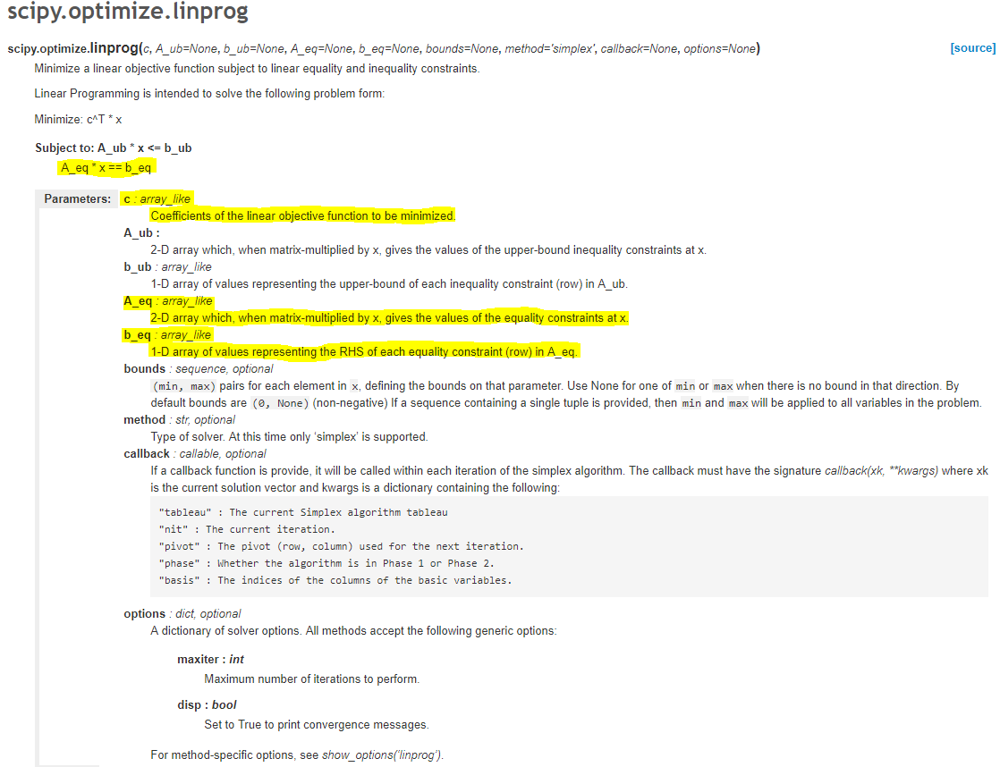 scipy.optimize.linprog
scipy.optimize.linprog(c, A_ub=None, b_ub=None, A_eq=None, b_eq=None, bounds=None, method='simplex', callback=None, options=None) [source]
Minimize a linear objective function subject to linear equality and inequality constraints.
Linear Programming is intended to solve the following problem form:
Minimize: c^T * x
Subject to: A_ub * x <= b_ub
A_eq * x == b_eq
Parameters: c : array_like
Coefficients of the linear objective function to be minimized.
A_ub :
2-D array which, when matrix-multiplied by x, gives the values of the upper-bound inequality constraints at x.
b_ub : array_like
1-D array of values representing the upper-bound of each inequality constraint (row) in A_ub.
A_eq : array_like
2-D array which, when matrix-multiplied by x, gives the values of the equality constraints at x.
b_eq : array_like
1-D array of values representing the RHS of each equality constraint (row) in A_eq.
bounds : sequence, optional
(min, max) pairs for each element in x, defining the bounds on that parameter. Use None for one of min or max when there is no bound in that direction. By
default bounds are (0, None) (non-negative) If a sequence containing a single tuple is provided, then min and max will be applied to all variables in the problem.
method : str, optional
Type of solver. At this time only ‘simplex’ is supported.
callback : callable, optional
If a callback function is provide, it will be called within each iteration of the simplex algorithm. The callback must have the signature callback(xk, **kwargs) where xk
is the current solution vector and kwargs is a dictionary containing the following:
"tableau" : The current Simplex algorithm tableau
"nit" : The current iteration.
"pivot" : The pivot (row, column) used for the next iteration.
"phase" : Whether the algorithm is in Phase 1 or Phase 2.
"basis" : The indices of the columns of the basic variables.
options : dict, optional
A dictionary of solver options. All methods accept the following generic options:
maxiter : int
Maximum number of iterations to perform.
disp : bool
Set to True to print convergence messages.
For method-specific options, see show_options(‘linprog’).